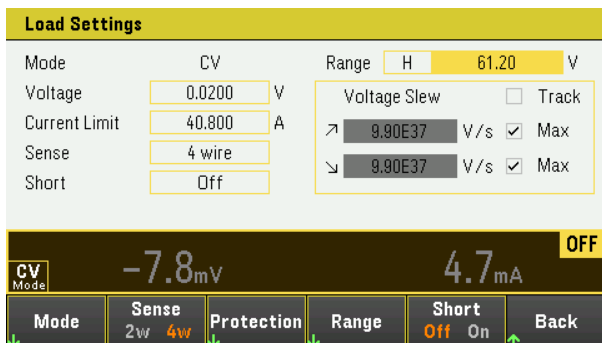 Load Settings
Mode CV Range H 61.20 V
Voltage 0.0200 V Voltage Slew Track
Current Limit 40.800 A 9.90E37 V/s Max
Sense 4 wire 9.90E37 V/s Max
Short Off
OFF
CV Mode -7.8mV 4.7mA
Mode Sense 2w 4w Protection Range Short Off On Back